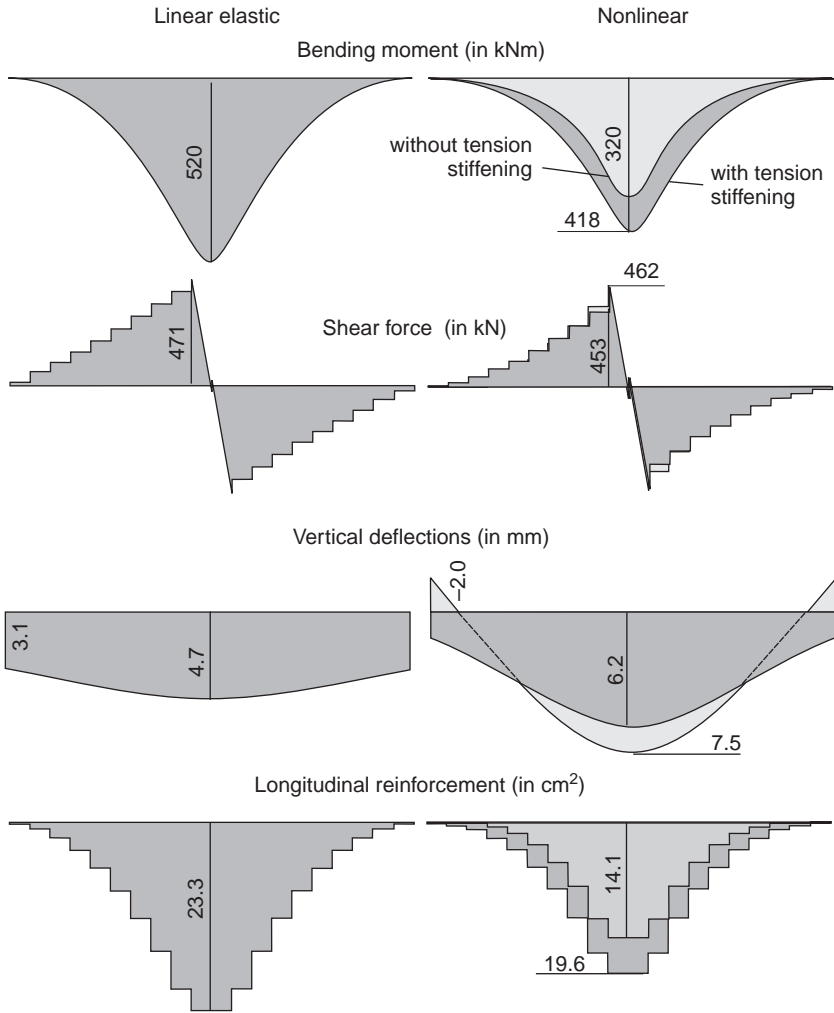 Linear elastic
Nonlinear
Bending moment (in kNm)
520
320
without tension
stiffening
with tension
stiffening
418
462
Shear force (in kN)
471
453
Vertical deflections (in mm)
–2.0
3.1
4.7
6.2
7.5
Longitudinal reinforcement (in cm²)
23.3
14.1
19.6